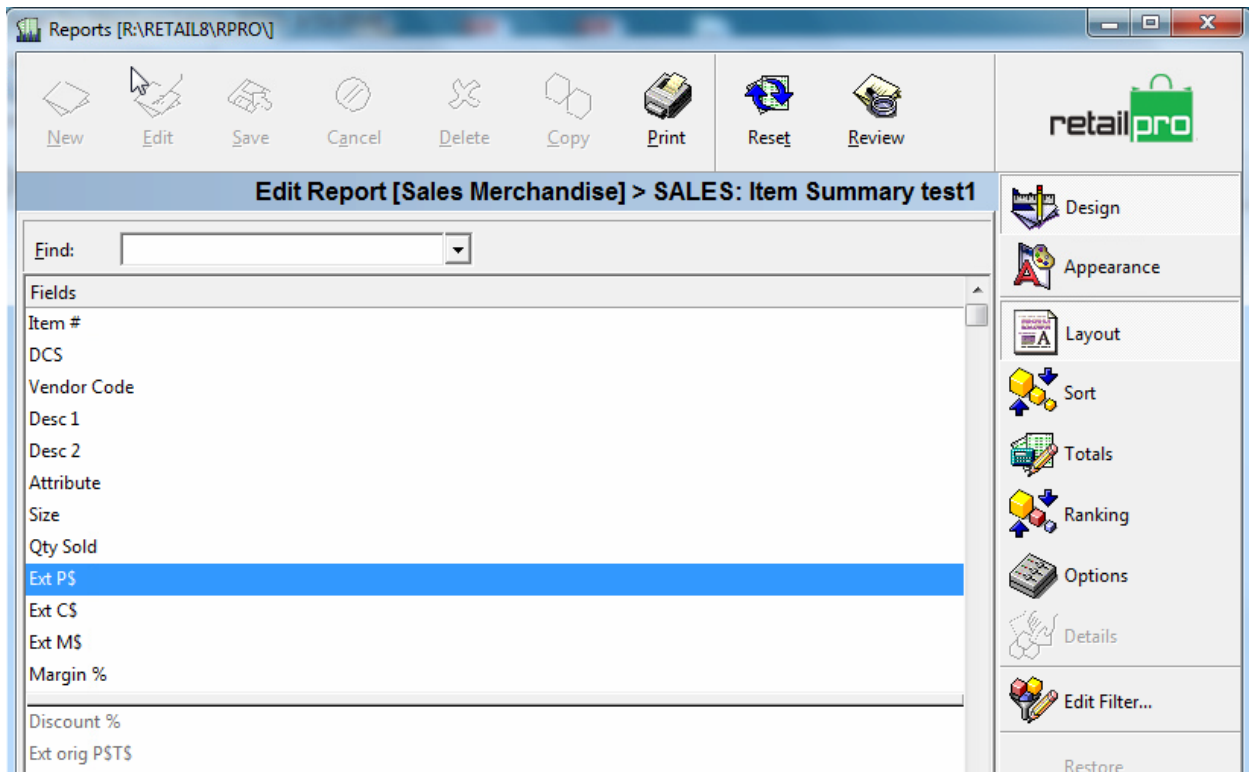 Reports [R:\RETAIL8\RPRO\]
New Edit Save Cancel Delete Copy Print Reset Review
retailpro
Edit Report [Sales Merchandise] > SALES: Item Summary test1
Find:
Fields
Item #
DCS
Vendor Code
Desc 1
Desc 2
Attribute
Size
Qty Sold
Ext P$
Ext C$
Ext M$
Margin %
Discount %
Ext orig P$T$
Design
Appearance
Layout
Sort
Totals
Ranking
Options
Details
Edit Filter...
Restore